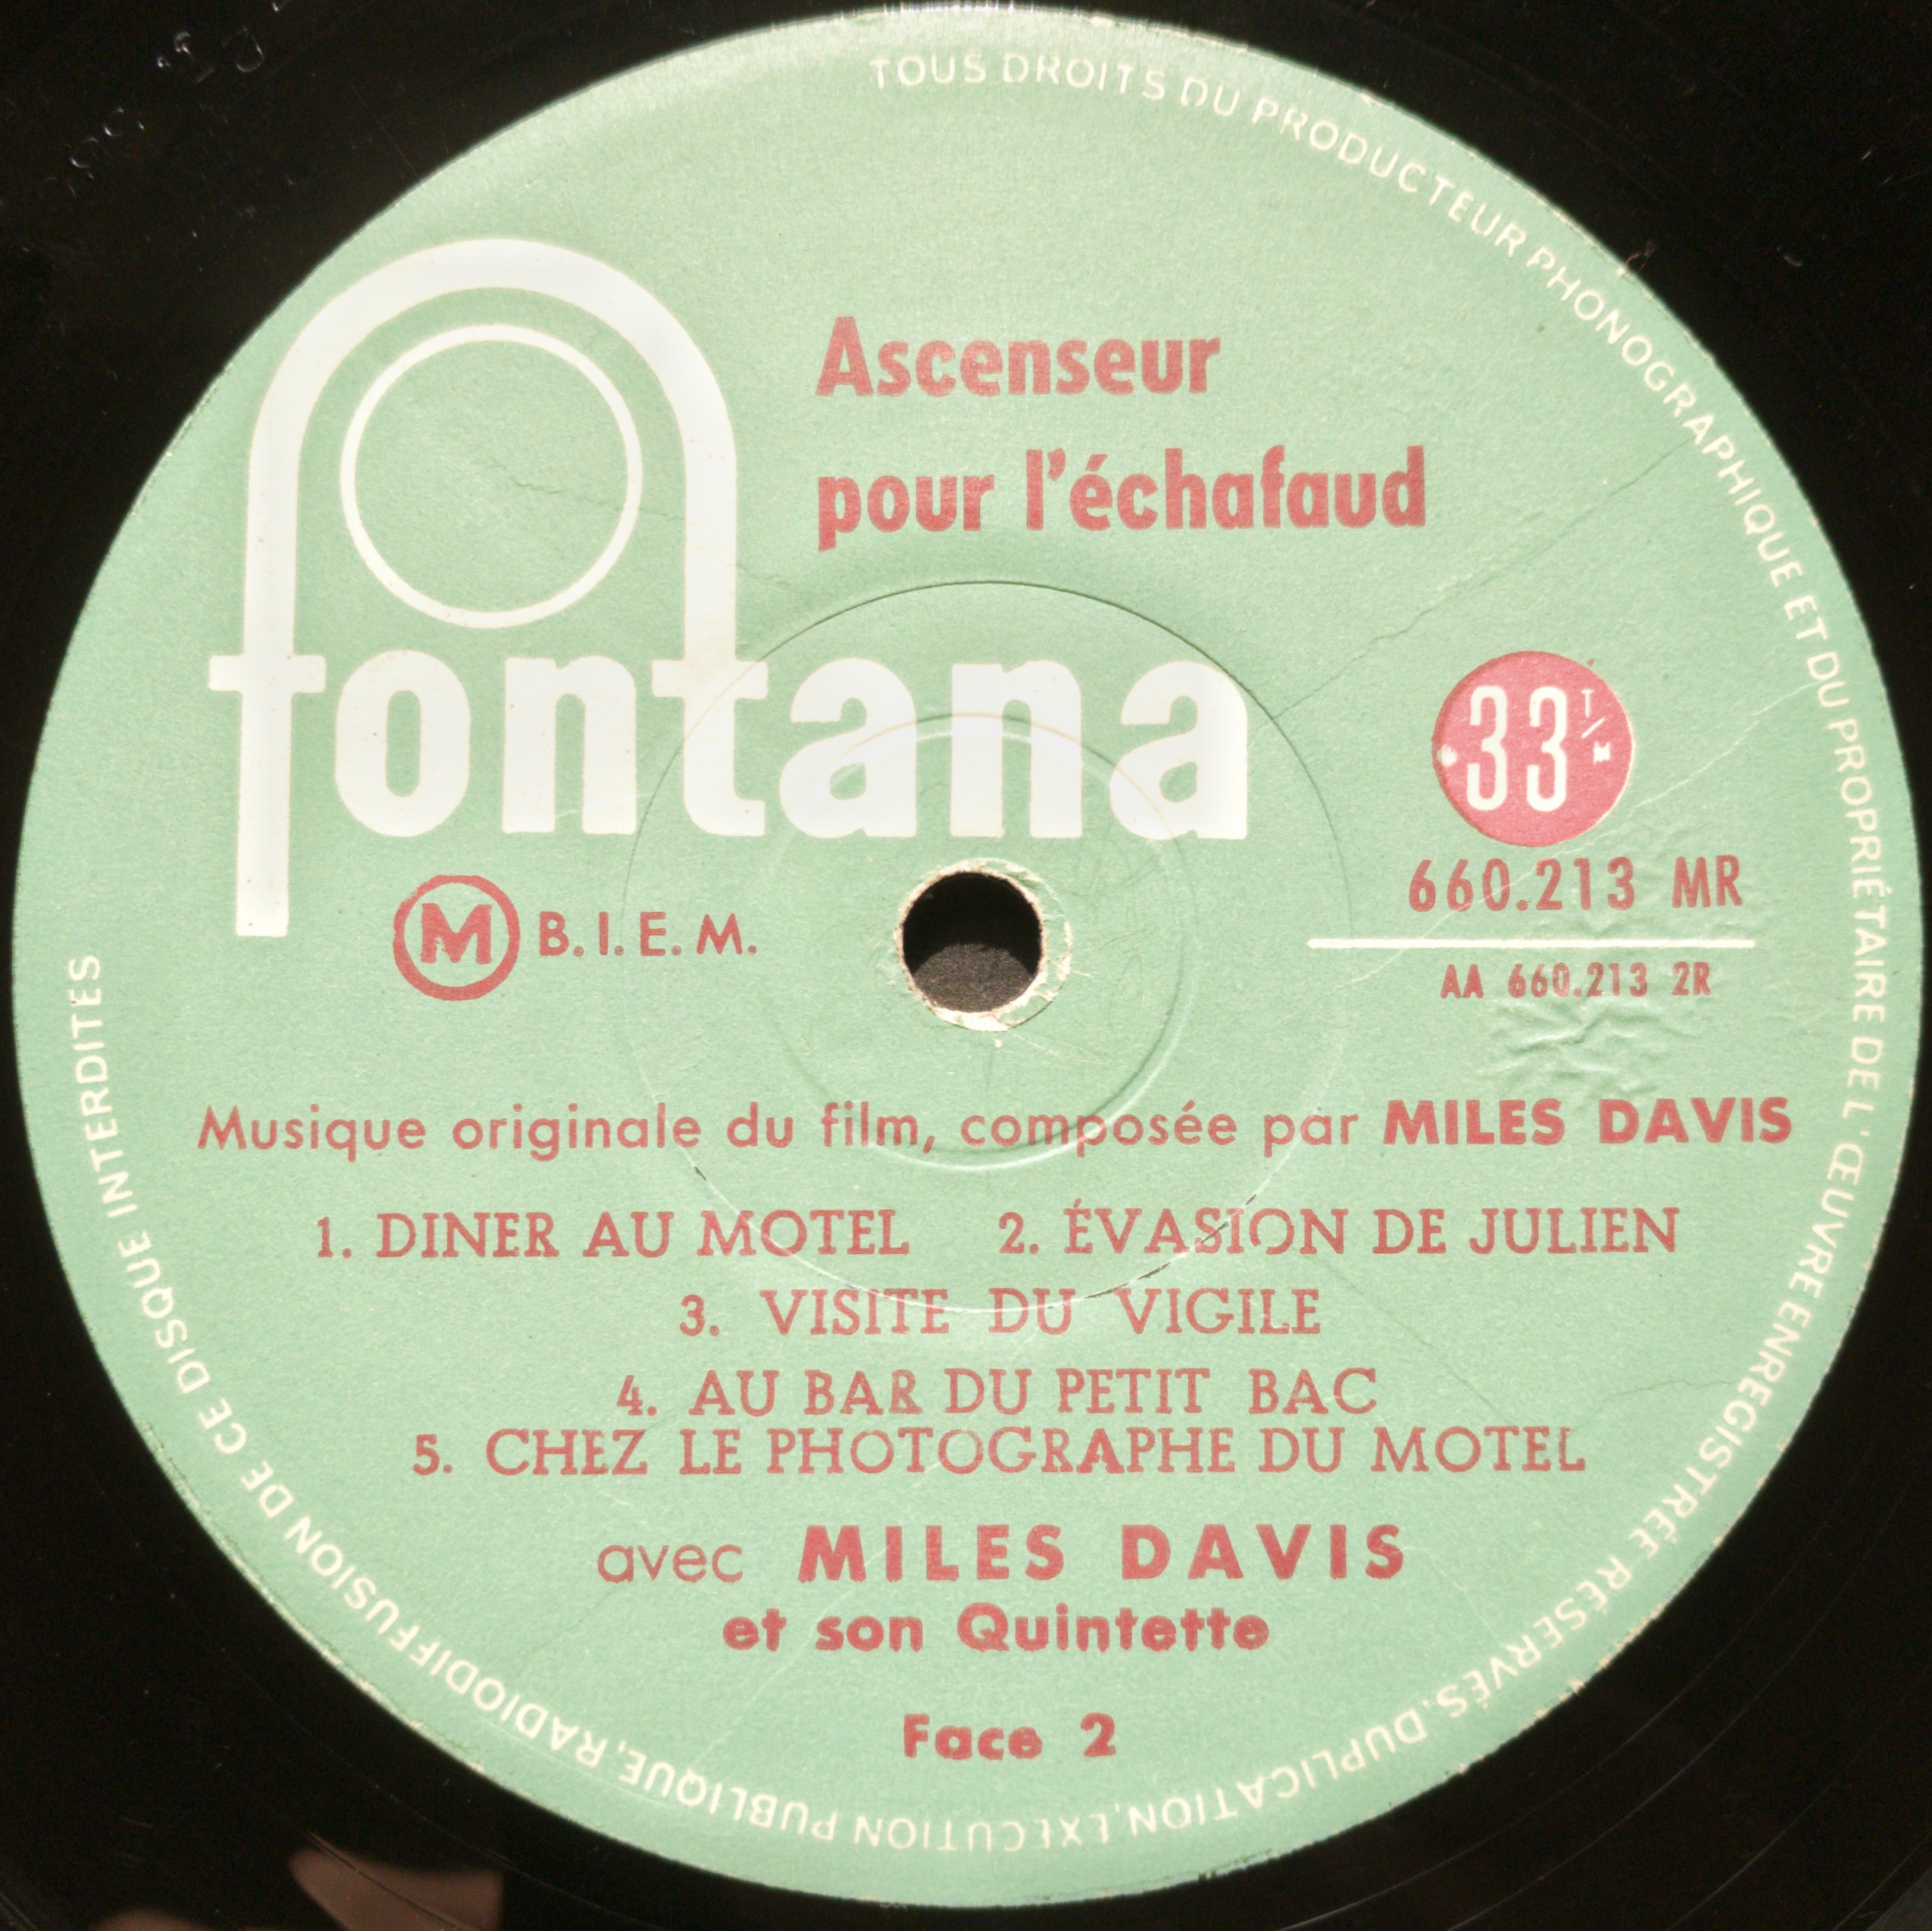 TOUS DROITS DU PRODUCTEUR PHONOGRAPHIQUE ET DU PROPRIÉTAIRE DE L'ŒUVRE ENREGISTRÉE RÉSERVÉS. DUPLICATION, EXECUTION PUBLIQUE, RADIODIFFUSION DE CE DISQUE INTERDITES
Ascenseur
pour l'échafaud
fontana
33 T/M
M B.I.E.M.
660.213 MR
AA 660.213 2R
Musique originale du film, composée par MILES DAVIS
1. DINER AU MOTEL 2. ÉVASION DE JULIEN
3. VISITE DU VIGILE
4. AU BAR DU PETIT BAC
5. CHEZ LE PHOTOGRAPHE DU MOTEL
avec MILES DAVIS
et son Quintette
Face 2